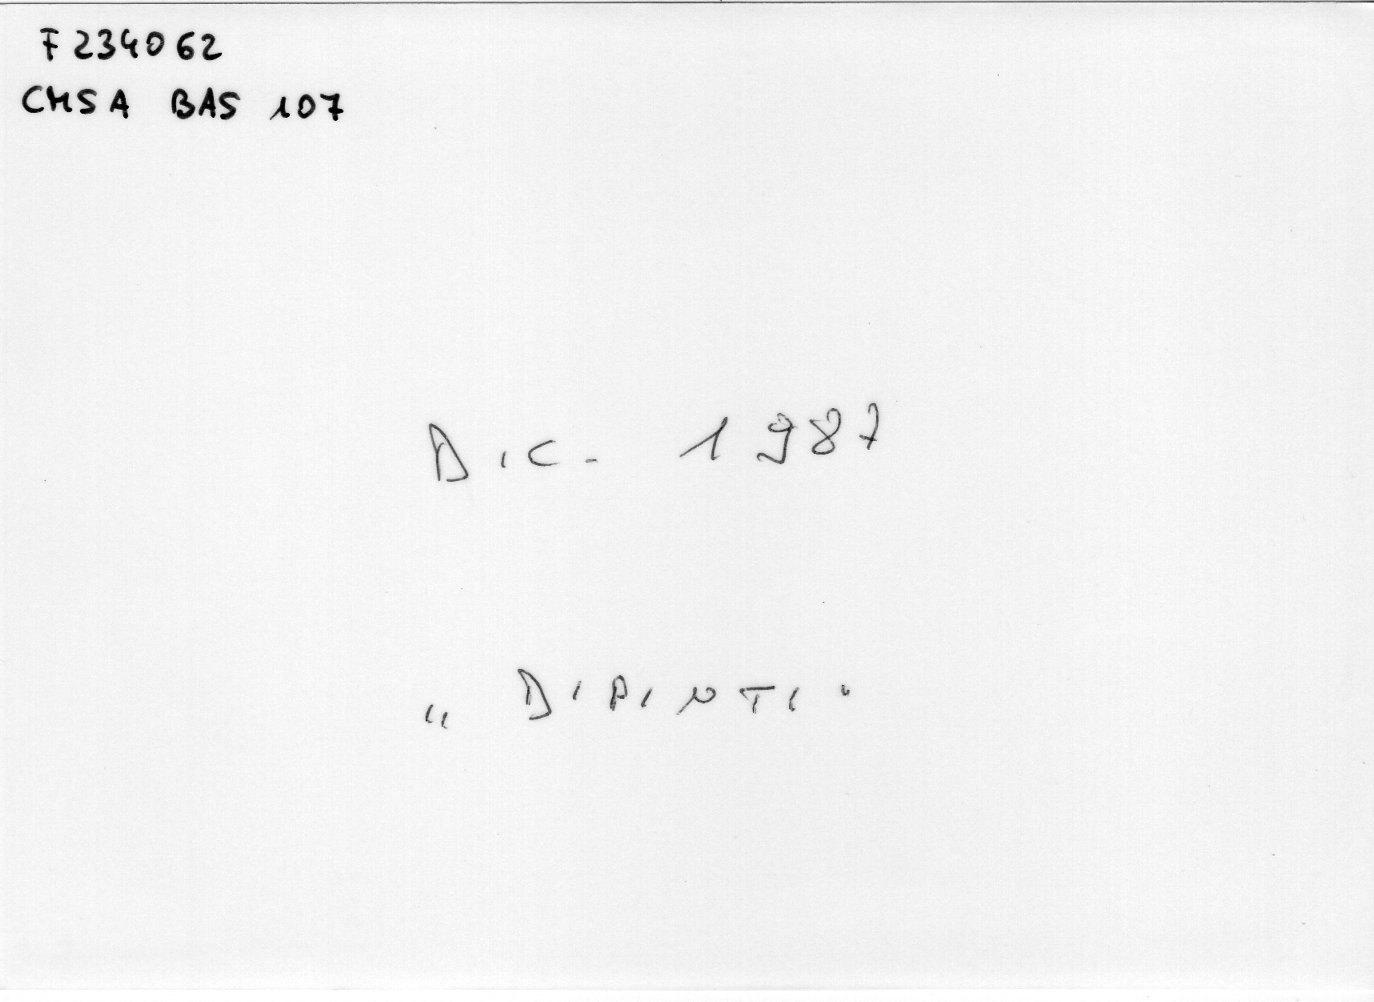 F234062
CMSA BAS 107
DIC. 1987
"DIPINTI"